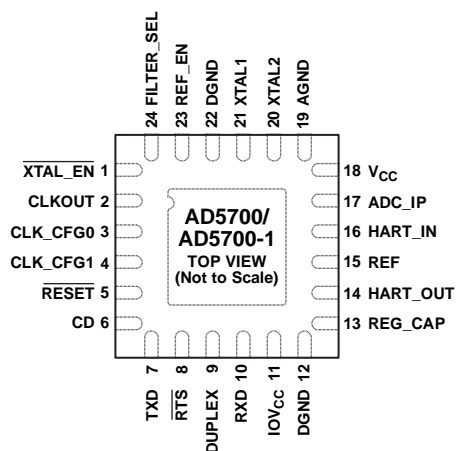 24 FILTER_SEL
23 REF_EN
22 DGND
21 XTAL1
20 XTAL2
19 AGND
XTAL_EN 1
CLKOUT 2
CLK_CFG0 3
CLK_CFG1 4
RESET 5
CD 6
AD5700/
AD5700-1
TOP VIEW
(Not to Scale)
18 VCC
17 ADC_IP
16 HART_IN
15 REF
14 HART_OUT
13 REG_CAP
TXD 7
RTS 8
DUPLEX 9
RXD 10
IOVCC 11
DGND 12